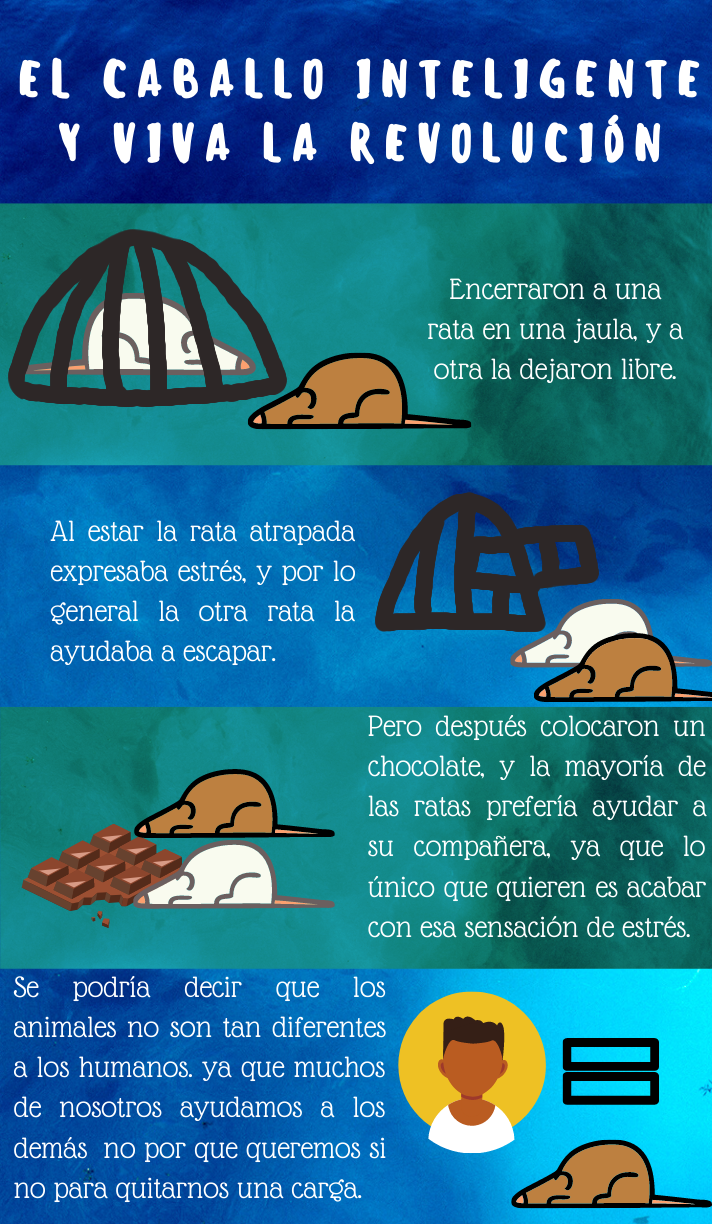 EL CABALLO INTELIGENTE
Y VIVA LA REVOLUCIÓN
Encerraron a una
rata en una jaula, y a
otra la dejaron libre.
Al estar la rata atrapada
expresaba estrés, y por lo
general la otra rata la
ayudaba a escapar.
Pero después colocaron un
chocolate, y la mayoría de
las ratas prefería ayudar a
su compañera, ya que lo
único que quieren es acabar
con esa sensación de estrés.
Se podría decir que los
animales no son tan diferentes
a los humanos. ya que muchos
de nosotros ayudamos a los
demás no por que queremos si
no para quitarnos una carga.